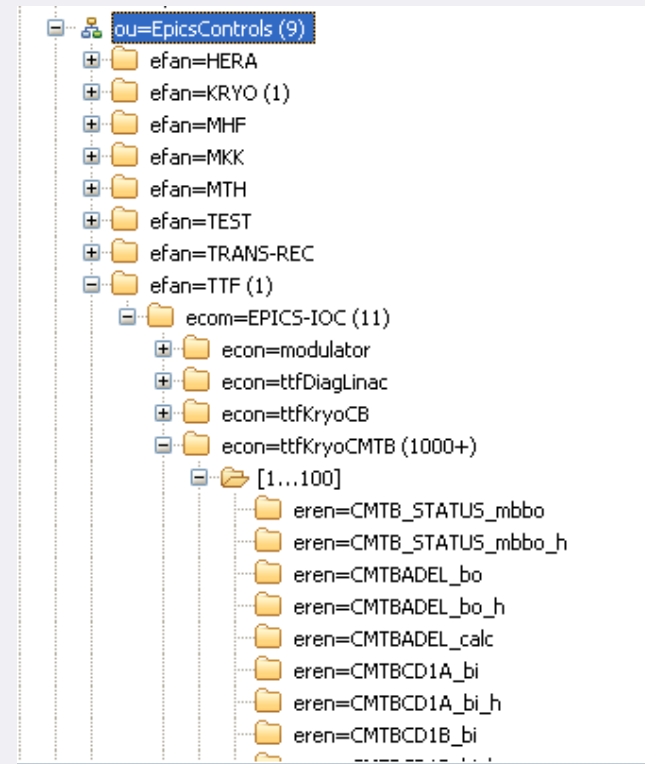 ou=EpicsControls (9)
efan=HERA
efan=KRYO (1)
efan=MHF
efan=MKK
efan=MTH
efan=TEST
efan=TRANS-REC
efan=TTF (1)
ecom=EPICS-IOC (11)
econ=modulator
econ=ttfDiagLinac
econ=ttfKryoCB
econ=ttfKryoCMTB (1000+)
[1...100]
eren=CMTB_STATUS_mbbo
eren=CMTB_STATUS_mbbo_h
eren=CMTBADEL_bo
eren=CMTBADEL_bo_h
eren=CMTBADEL_calc
eren=CMTBCD1A_bi
eren=CMTBCD1A_bi_h
eren=CMTBCD1B_bi